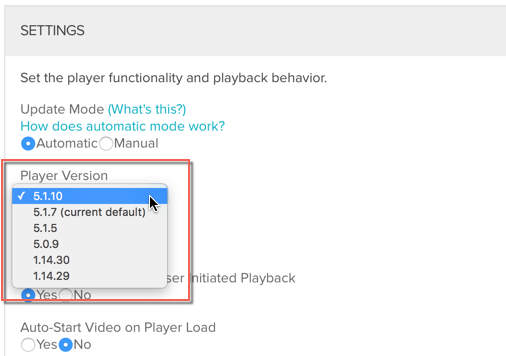 SETTINGS
Set the player functionality and playback behavior.
Update Mode (What's this?)
How does automatic mode work?
Automatic Manual
Player Version
✓ 5.1.10
5.1.7 (current default)
5.1.5
5.0.9
1.14.30
1.14.29
Initiated Playback
Yes No
Auto-Start Video on Player Load
Yes No